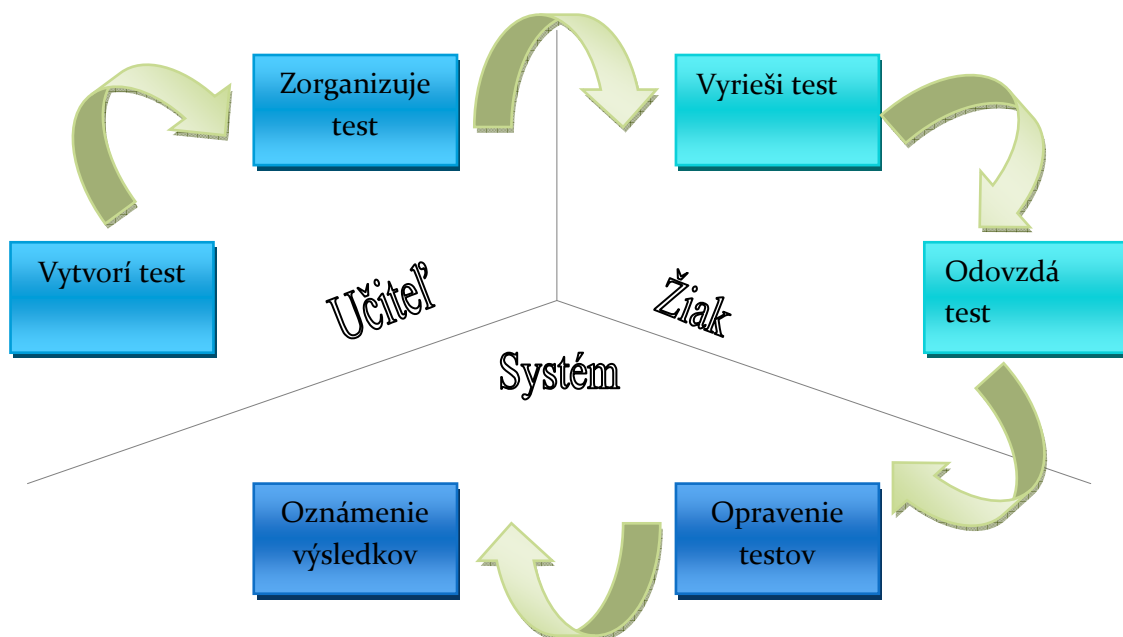 Zorganizuje
test
Vyrieši test
Vytvorí test
Odovzdá
test
Učiteľ
Žiak
Systém
Oznámenie
výsledkov
Opravenie
testov